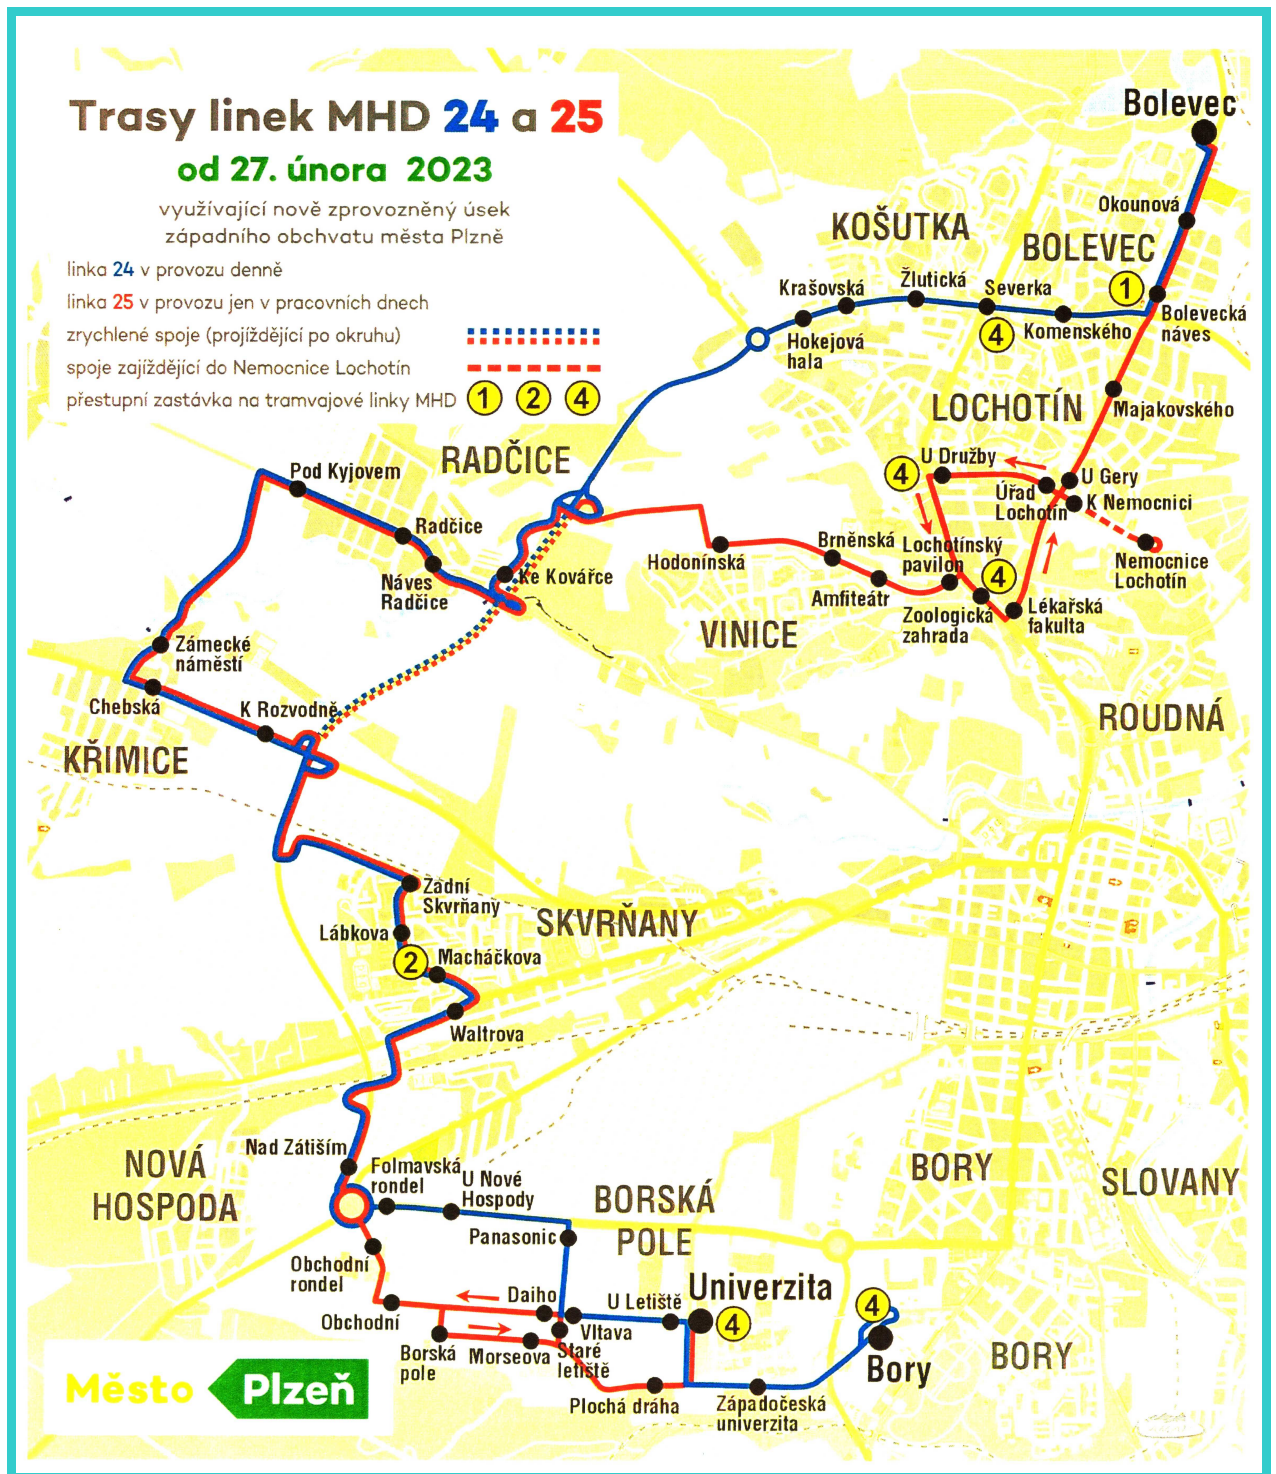 Trasy linek MHD 24 a 25
od 27. února 2023
využívající nově zprovozněný úsek
západního obchvatu města Plzně
linka 24 v provozu denně
linka 25 v provozu jen v pracovních dnech
zrychlené spoje (projíždějící po okruhu)
spoje zajíždějící do Nemocnice Lochotín
přestupní zastávka na tramvajové linky MHD 1 2 4
Bolevec
Okounová
KOŠUTKA
BOLEVEC
1
Bolevecká
náves
Krašovská
Žlutická
Severka
4
Komenského
Hokejová
hala
LOCHOTÍN
Majakovského
RADČICE
Pod Kyjovem
Radčice
Náves
Radčice
Ke Kovářce
4
U Družby
U Gery
Úřad
Lochotín
K Nemocnici
Nemocnice
Lochotín
Hodonínská
Brněnská
Lochotínský
pavilon
4
Amfiteátr
Zoologická
zahrada
Lékařská
fakulta
VINICE
Zámecké
náměstí
Chebská
K Rozvodně
KŘIMICE
ROUDNÁ
Zadní
Skvrňany
Lábkova
2
Macháčkova
SKVRŇANY
Waltrova
NOVÁ
HOSPODA
Nad Zátiším
Folmavská
rondel
U Nové
Hospody
BORSKÁ
POLE
BORY
SLOVANY
Panasonic
Obchodní
rondel
Obchodní
Daiho
U Letiště
Univerzita
4
4
Vltava
Borská
pole
Morseova
Staré
letiště
Bory
BORY
Plochá dráha
Západočeská
univerzita
Město Plzeň